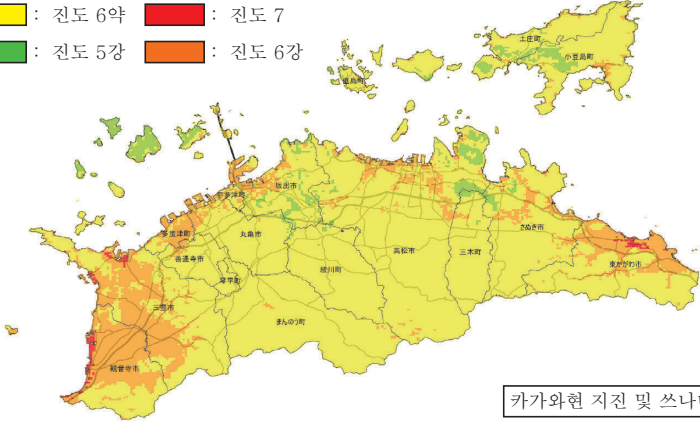 : 진도 6약 : 진도 7
: 진도 5강 : 진도 6강
土庄町
小豆島町
直島町
宇多津町
坂出市
多度津町
丸亀市
善通寺市
琴平町
綾川町
高松市
三木町
さぬき市
東かがわ市
三豊市
まんのう町
観音寺市
카가와현 지진 및 쓰나